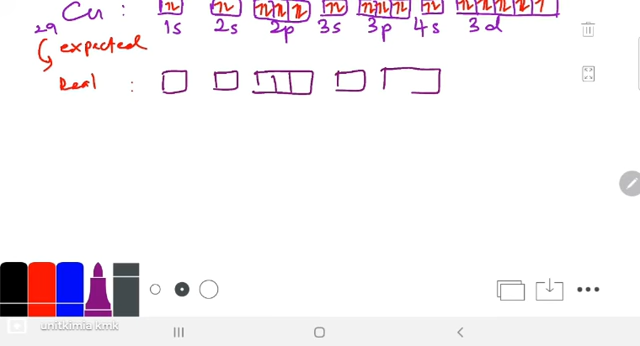 29 Cu :
1s 2s 2p 3s 3p 4s 3d
expected
Real :
unitkimia kmk